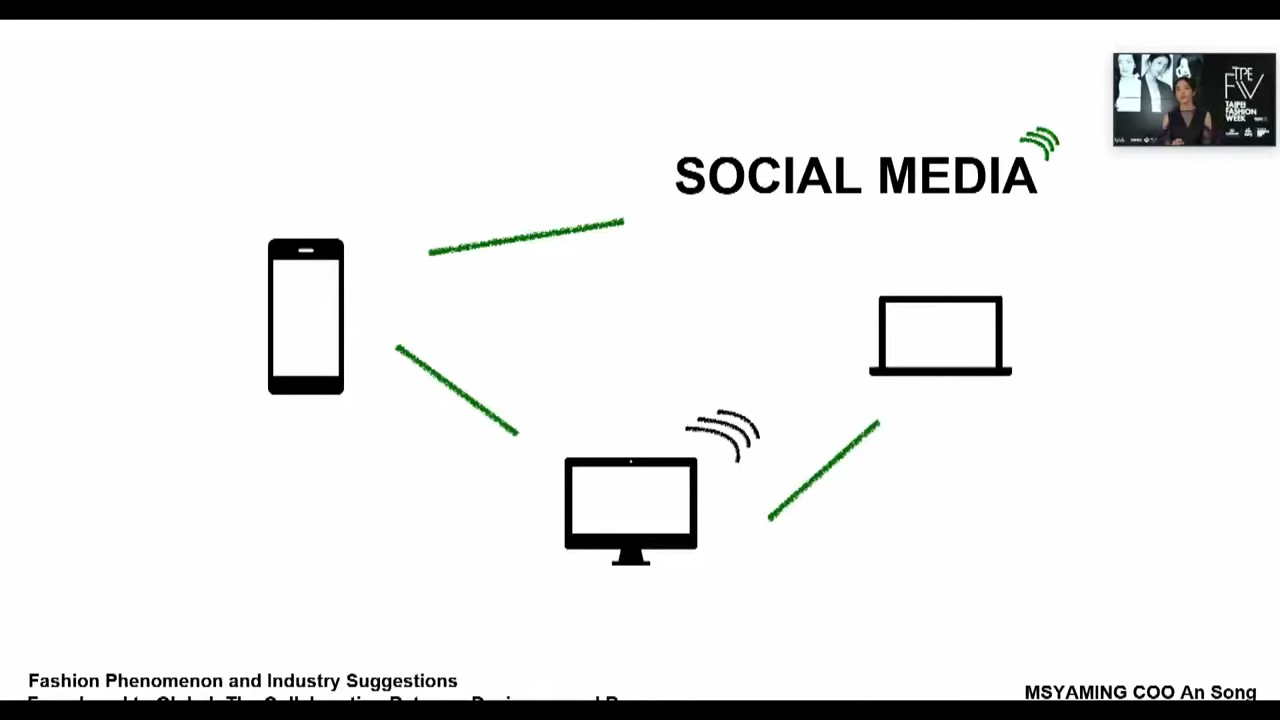 SOCIAL MEDIA
TPE
FW
TAIPEI
FASHION
WEEK
Fashion Phenomenon and Industry Suggestions
MSYAMING COO An Song